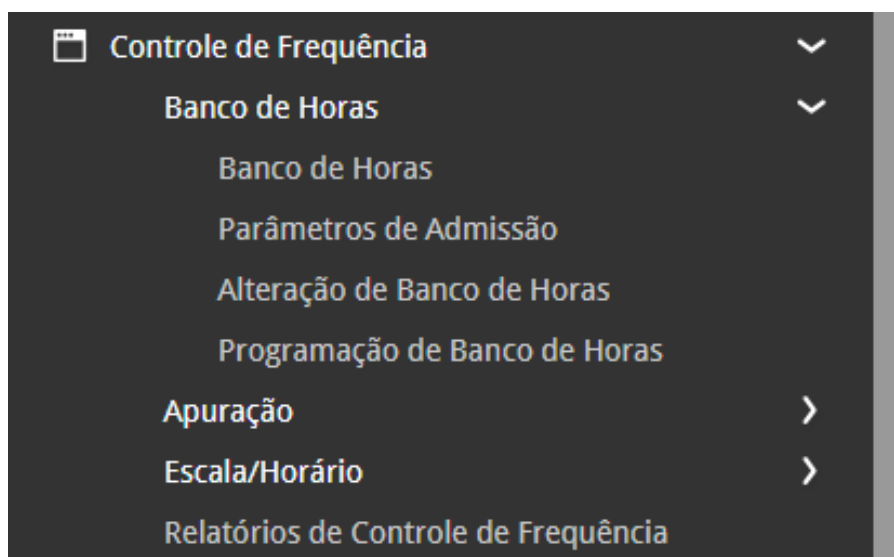 Controle de Frequência
Banco de Horas
Banco de Horas
Parâmetros de Admissão
Alteração de Banco de Horas
Programação de Banco de Horas
Apuração
Escala/Horário
Relatórios de Controle de Frequência